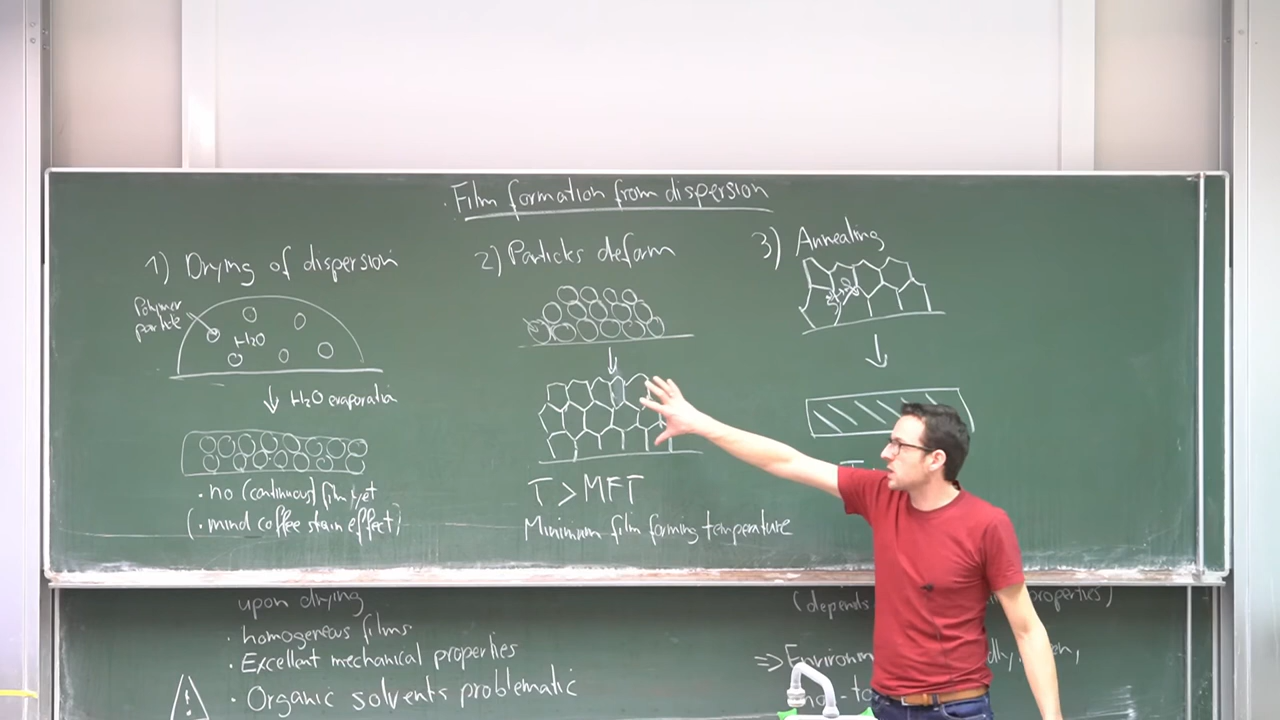 Film formation from dispersion
1) Drying of dispersion
Polymer
particle
H2O
↓ H2O evaporation
· no (continuous) film yet
(· mind coffee stain effect)
2) Particles deform
↓
T > MFT
Minimum film forming temperature
3) Annealing
↓
upon drying
· homogeneous films
· Excellent mechanical properties
! · Organic solvents problematic
(depends properties)
=>